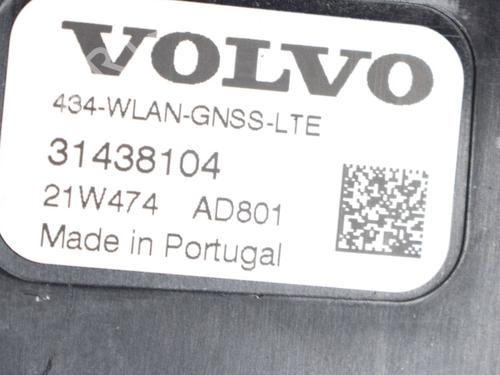 VOLVO
434-WLAN-GNSS-LTE
31438104
21W474 AD801
Made in Portugal